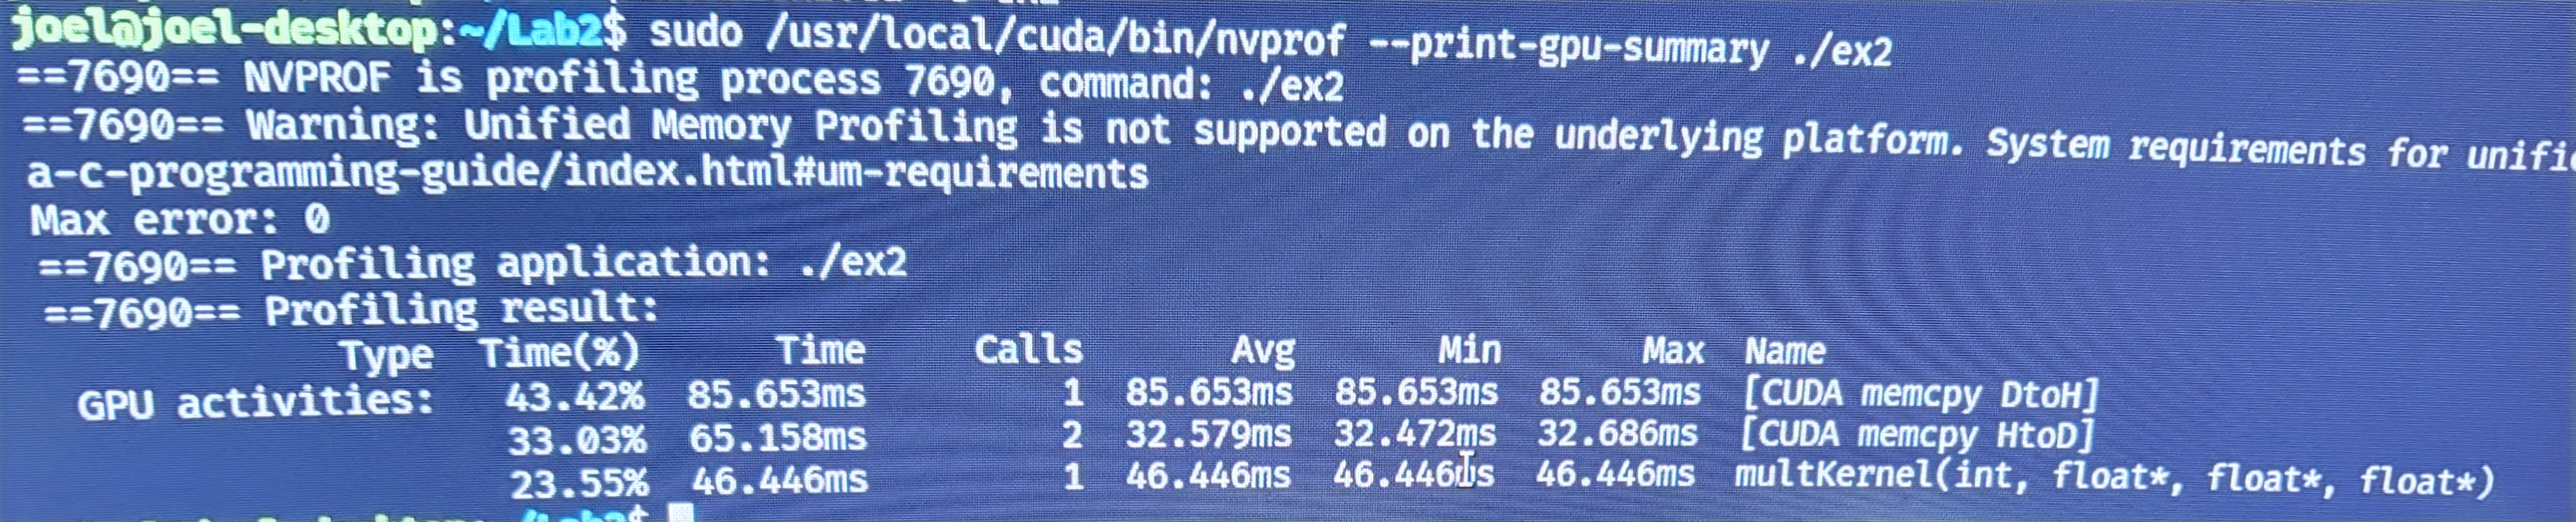 joel@joel-desktop:~/Lab2$ sudo /usr/local/cuda/bin/nvprof --print-gpu-summary ./ex2
==7690== NVPROF is profiling process 7690, command: ./ex2
==7690== Warning: Unified Memory Profiling is not supported on the underlying platform. System requirements for unifi
a-c-programming-guide/index.html#um-requirements
Max error: 0
==7690== Profiling application: ./ex2
==7690== Profiling result:
Type Time(%) Time Calls Avg Min Max Name
GPU activities: 43.42% 85.653ms 1 85.653ms 85.653ms 85.653ms [CUDA memcpy DtoH]
33.03% 65.158ms 2 32.579ms 32.472ms 32.686ms [CUDA memcpy HtoD]
23.55% 46.446ms 1 46.446ms 46.446ms 46.446ms multKernel(int, float*, float*, float*)